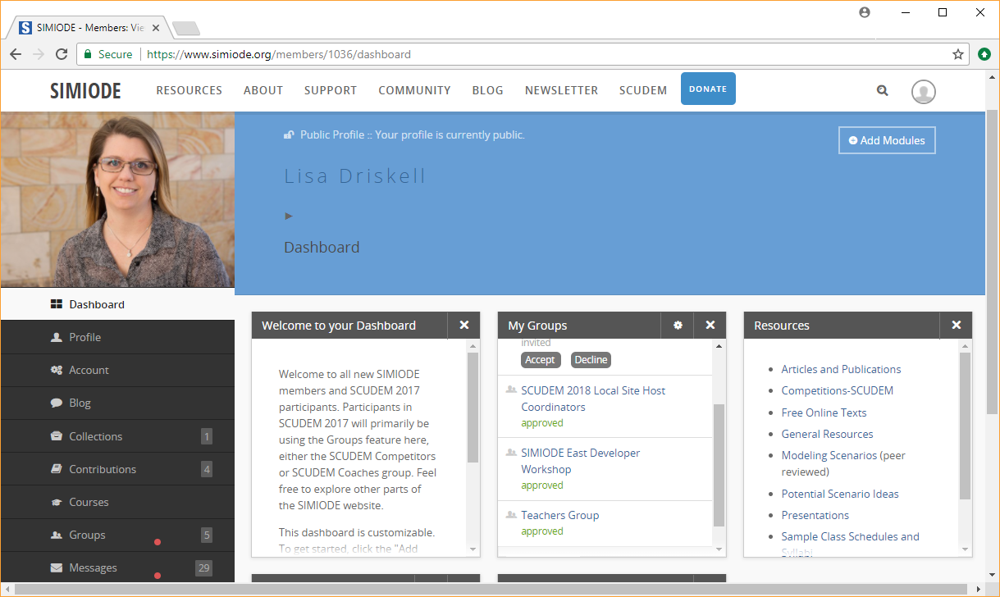 SIMIODE - Members: Vie
Secure https://www.simiode.org/members/1036/dashboard
SIMIODE RESOURCES ABOUT SUPPORT COMMUNITY BLOG NEWSLETTER SCUDEM DONATE
Public Profile :: Your profile is currently public.
Add Modules
Lisa Driskell
Dashboard
Dashboard
Profile
Account
Blog
Collections 1
Contributions 4
Courses
Groups 5
Messages 29
Welcome to your Dashboard
Welcome to all new SIMIODE
members and SCUDEM 2017
participants. Participants in
SCUDEM 2017 will primarily be
using the Groups feature here,
either the SCUDEM Competitors
or SCUDEM Coaches group. Feel
free to explore other parts of
the SIMIODE website.
This dashboard is customizable.
To get started, click the "Add
My Groups
invited
Accept Decline
SCUDEM 2018 Local Site Host
Coordinators
approved
SIMIODE East Developer
Workshop
approved
Teachers Group
approved
Resources
Articles and Publications
Competitions-SCUDEM
Free Online Texts
General Resources
Modeling Scenarios (peer
reviewed)
Potential Scenario Ideas
Presentations
Sample Class Schedules and
Syllabi